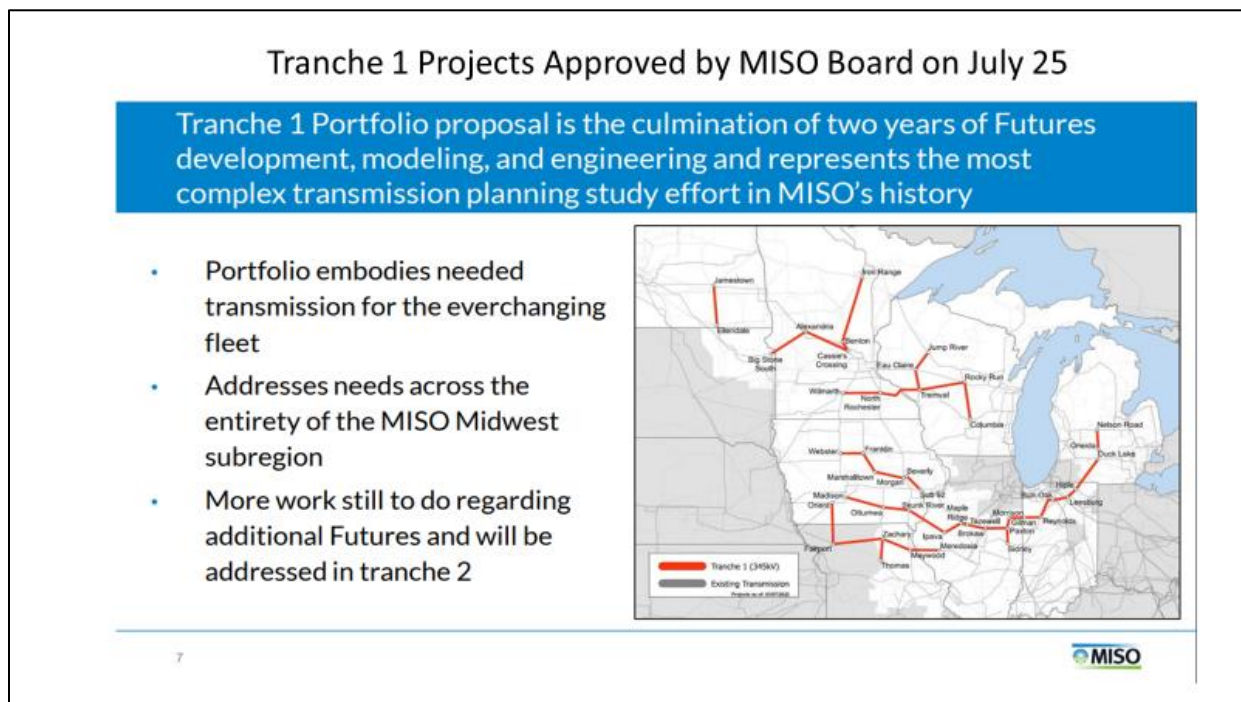 Tranche 1 Projects Approved by MISO Board on July 25
Tranche 1 Portfolio proposal is the culmination of two years of Futures
development, modeling, and engineering and represents the most
complex transmission planning study effort in MISO's history
• Portfolio embodies needed
transmission for the everchanging
fleet
• Addresses needs across the
entirety of the MISO Midwest
subregion
• More work still to do regarding
additional Futures and will be
addressed in tranche 2
Iron Range
Jamestown
Ellendale
Alexandria
Benton
Big Stone
South
Cassie's
Crossing
Jump River
Eau Claire
Rocky Run
Wilmarth
North
Rochester
Tremval
Columbia
Nelson Road
Oneida
Duck Lake
Webster
Franklin
Marshalltown
Morgan
Beverly
Sub 92
Hiple
Madison
Orient
Ottumwa
Skunk River
Maple
Ridge
Tazewell
Morrison
Gilman
Paxton
Reynolds
Leesburg
Ipava
Brokaw
Sidney
Zachary
Meredosia
Fairport
Maywood
Thomas
Tranche 1 (345kV)
Existing Transmission
7
MISO